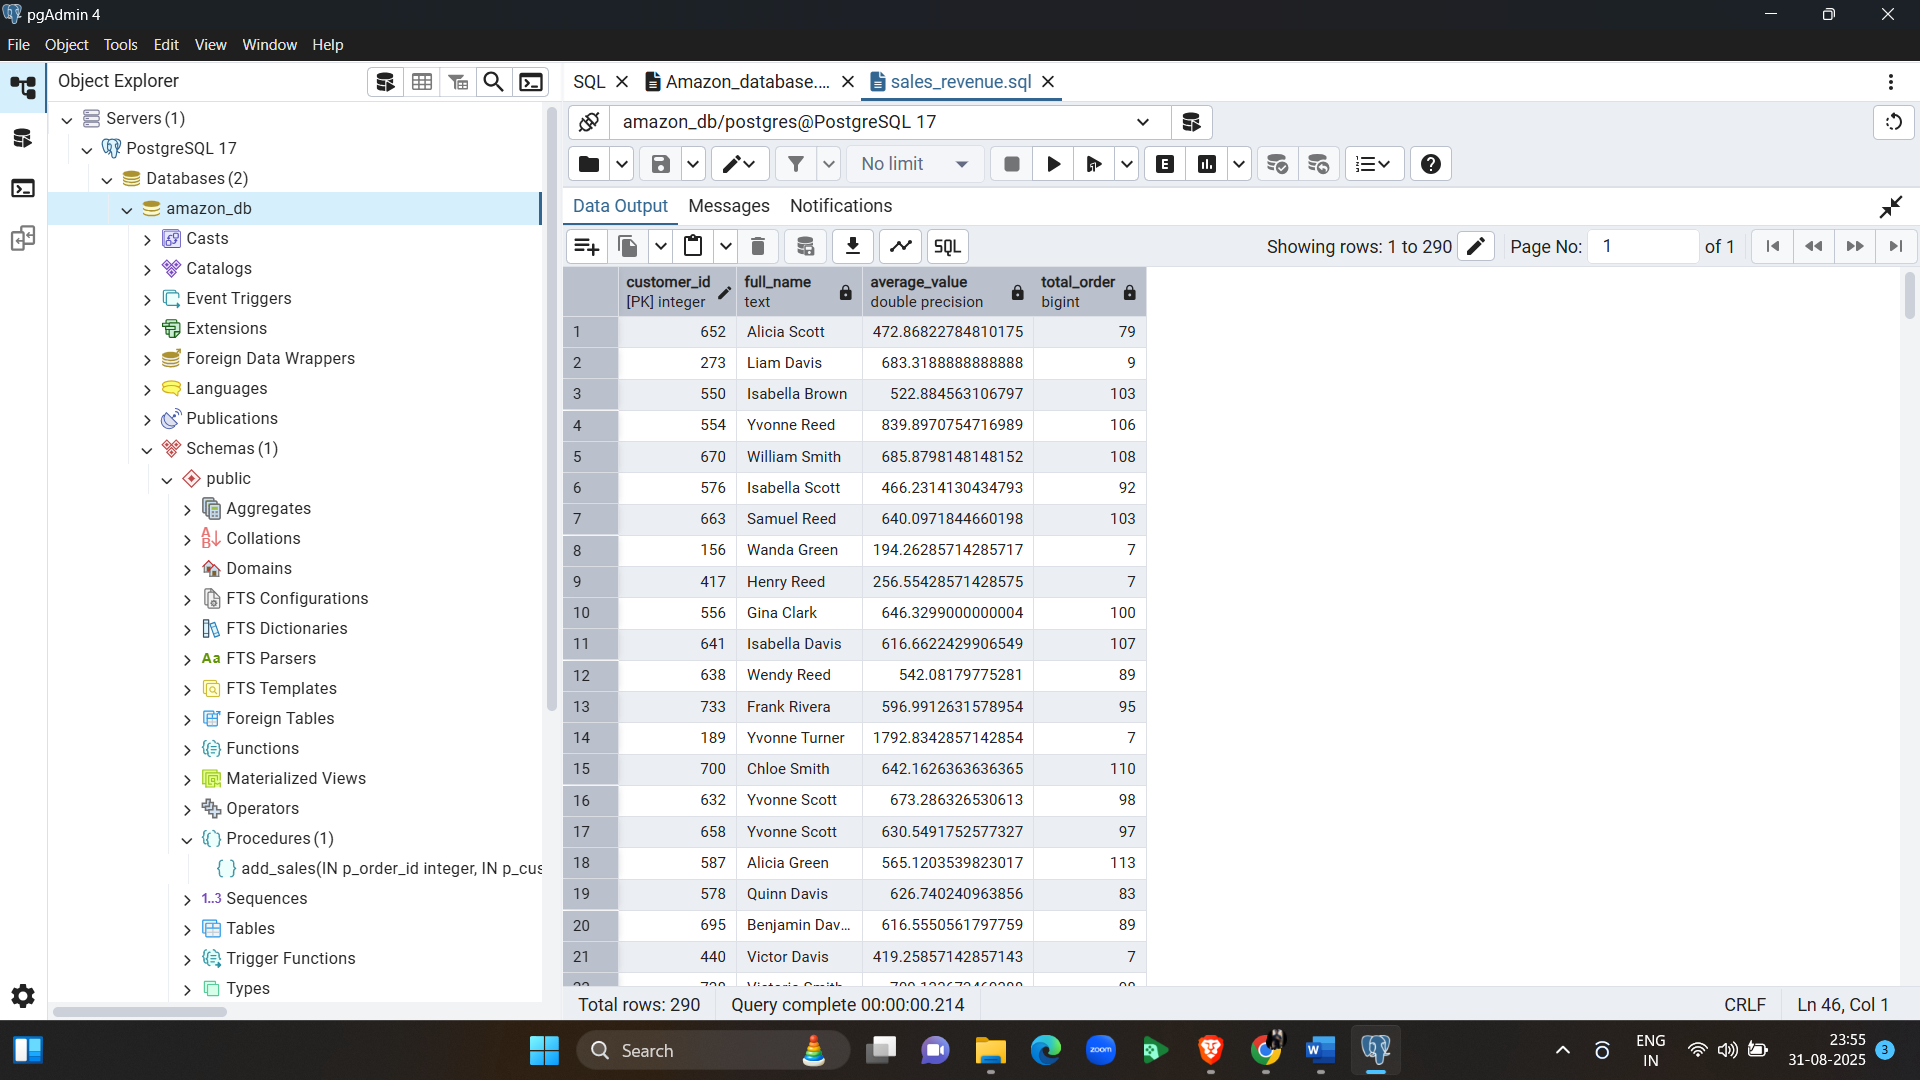 pgAdmin 4
File Object Tools Edit View Window Help
Object Explorer
SQL
Amazon_database....
sales_revenue.sql
Servers (1)
PostgreSQL 17
Databases (2)
amazon_db
Casts
Catalogs
Event Triggers
Extensions
Foreign Data Wrappers
Languages
Publications
Schemas (1)
public
Aggregates
Collations
Domains
FTS Configurations
FTS Dictionaries
Aa FTS Parsers
FTS Templates
Foreign Tables
Functions
Materialized Views
Operators
Procedures (1)
add_sales(IN p_order_id integer, IN p_cus
1..3 Sequences
Tables
Trigger Functions
Types
amazon_db/postgres@PostgreSQL 17
No limit
E
Data Output Messages Notifications
SQL
Showing rows: 1 to 290
Page No: 1 of 1
customer_id full_name average_value total_order
[PK] integer text double precision bigint
1 652 Alicia Scott 472.86822784810175 79
2 273 Liam Davis 683.3188888888888 9
3 550 Isabella Brown 522.884563106797 103
4 554 Yvonne Reed 839.8970754716989 106
5 670 William Smith 685.8798148148152 108
6 576 Isabella Scott 466.2314130434793 92
7 663 Samuel Reed 640.0971844660198 103
8 156 Wanda Green 194.26285714285717 7
9 417 Henry Reed 256.55428571428575 7
10 556 Gina Clark 646.3299000000004 100
11 641 Isabella Davis 616.6622429906549 107
12 638 Wendy Reed 542.08179775281 89
13 733 Frank Rivera 596.9912631578954 95
14 189 Yvonne Turner 1792.8342857142854 7
15 700 Chloe Smith 642.1626363636365 110
16 632 Yvonne Scott 673.286326530613 98
17 658 Yvonne Scott 630.5491752577327 97
18 587 Alicia Green 565.1203539823017 113
19 578 Quinn Davis 626.740240963856 83
20 695 Benjamin Dav... 616.5550561797759 89
21 440 Victor Davis 419.25857142857143 7
Total rows: 290
Query complete 00:00:00.214
CRLF
Ln 46, Col 1
Search
zoom
ENG
IN
23:55
31-08-2025
3